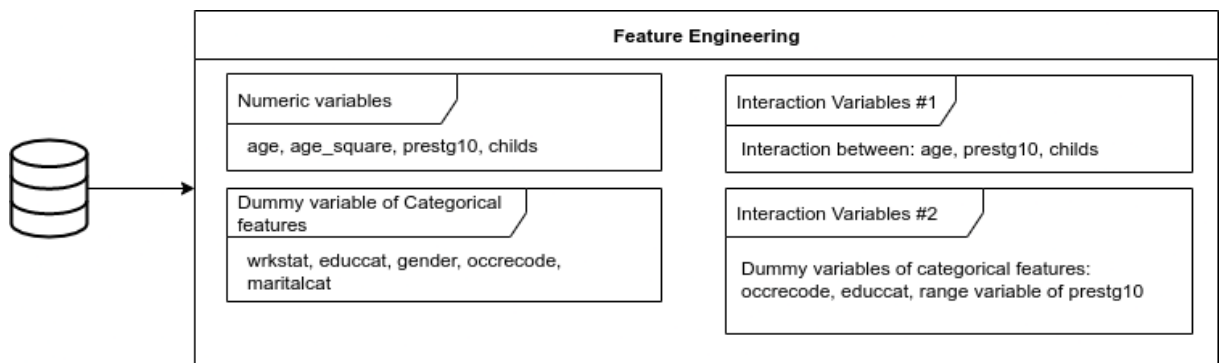 Feature Engineering
Numeric variables
age, age_square, prestg10, childs
Dummy variable of Categorical
features
wrkstat, educcat, gender, occrecode,
maritalcat
Interaction Variables #1
Interaction between: age, prestg10, childs
Interaction Variables #2
Dummy variables of categorical features:
occrecode, educcat, range variable of prestg10